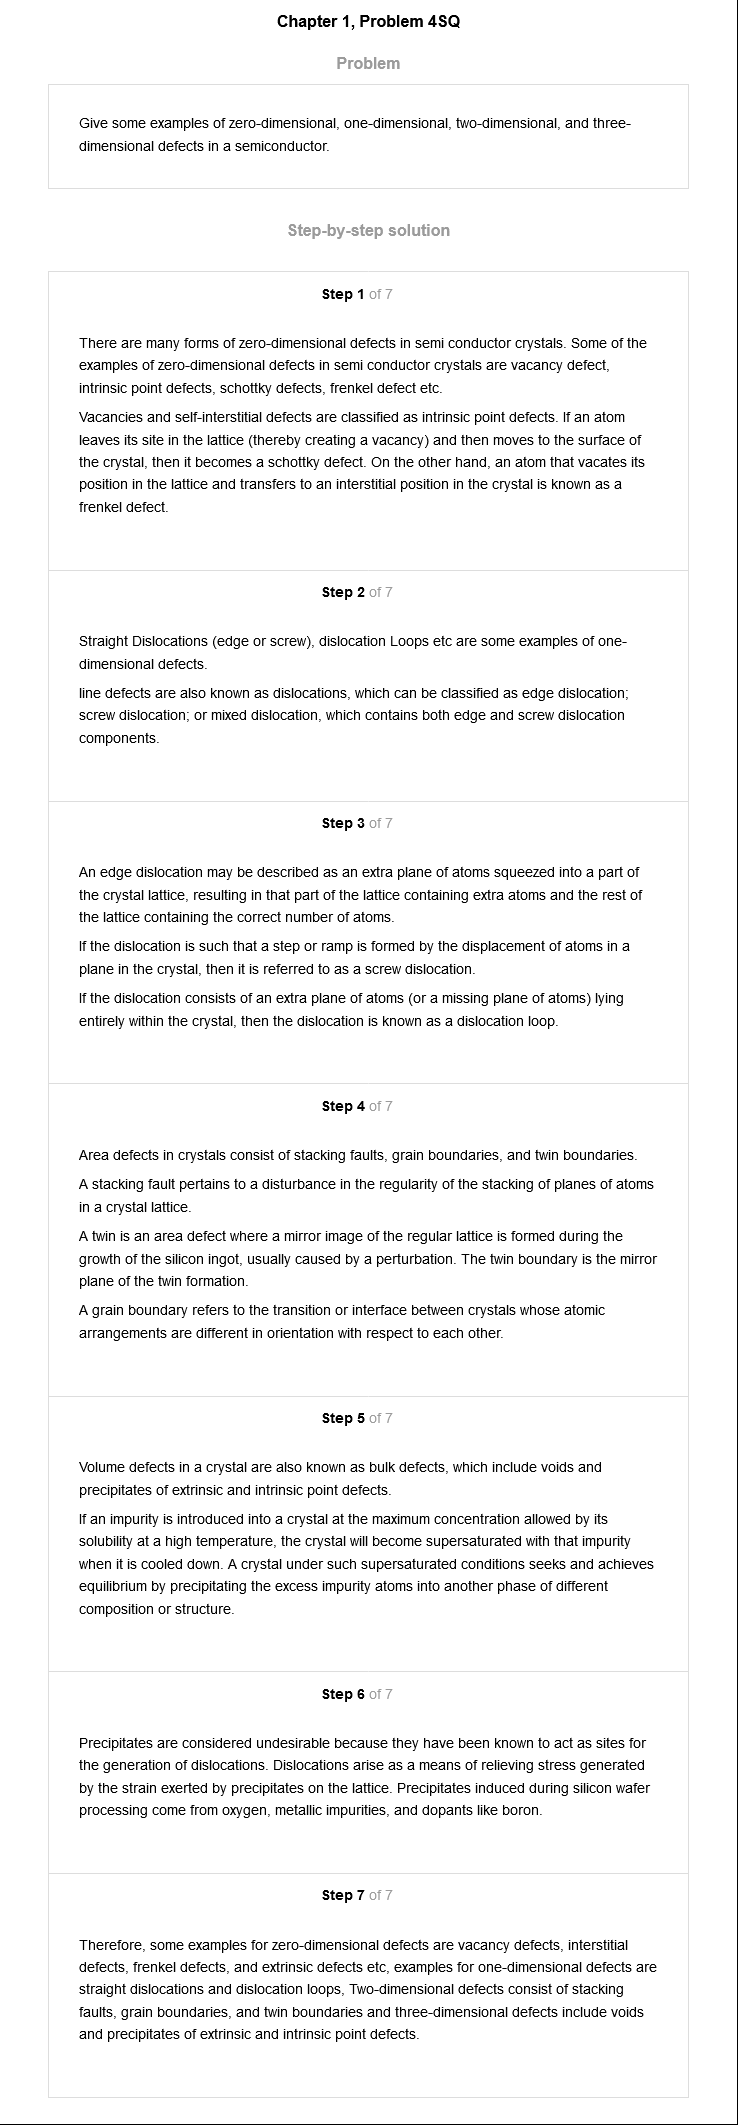 Chapter 1, Problem 4SQ
Problem
Give some examples of zero-dimensional, one-dimensional, two-dimensional, and three-
dimensional defects in a semiconductor.
Step-by-step solution
Step 1 of 7
There are many forms of zero-dimensional defects in semi conductor crystals. Some of the
examples of zero-dimensional defects in semi conductor crystals are vacancy defect,
intrinsic point defects, schottky defects, frenkel defect etc.
Vacancies and self-interstitial defects are classified as intrinsic point defects. If an atom
leaves its site in the lattice (thereby creating a vacancy) and then moves to the surface of
the crystal, then it becomes a schottky defect. On the other hand, an atom that vacates its
position in the lattice and transfers to an interstitial position in the crystal is known as a
frenkel defect.
Step 2 of 7
Straight Dislocations (edge or screw), dislocation Loops etc are some examples of one-
dimensional defects.
line defects are also known as dislocations, which can be classified as edge dislocation;
screw dislocation; or mixed dislocation, which contains both edge and screw dislocation
components.
Step 3 of 7
An edge dislocation may be described as an extra plane of atoms squeezed into a part of
the crystal lattice, resulting in that part of the lattice containing extra atoms and the rest of
the lattice containing the correct number of atoms.
If the dislocation is such that a step or ramp is formed by the displacement of atoms in a
plane in the crystal, then it is referred to as a screw dislocation.
If the dislocation consists of an extra plane of atoms (or a missing plane of atoms) lying
entirely within the crystal, then the dislocation is known as a dislocation loop.
Step 4 of 7
Area defects in crystals consist of stacking faults, grain boundaries, and twin boundaries.
A stacking fault pertains to a disturbance in the regularity of the stacking of planes of atoms
in a crystal lattice.
A twin is an area defect where a mirror image of the regular lattice is formed during the
growth of the silicon ingot, usually caused by a perturbation. The twin boundary is the mirror
plane of the twin formation.
A grain boundary refers to the transition or interface between crystals whose atomic
arrangements are different in orientation with respect to each other.
Step 5 of 7
Volume defects in a crystal are also known as bulk defects, which include voids and
precipitates of extrinsic and intrinsic point defects.
If an impurity is introduced into a crystal at the maximum concentration allowed by its
solubility at a high temperature, the crystal will become supersaturated with that impurity
when it is cooled down. A crystal under such supersaturated conditions seeks and achieves
equilibrium by precipitating the excess impurity atoms into another phase of different
composition or structure.
Step 6 of 7
Precipitates are considered undesirable because they have been known to act as sites for
the generation of dislocations. Dislocations arise as a means of relieving stress generated
by the strain exerted by precipitates on the lattice. Precipitates induced during silicon wafer
processing come from oxygen, metallic impurities, and dopants like boron.
Step 7 of 7
Therefore, some examples for zero-dimensional defects are vacancy defects, interstitial
defects, frenkel defects, and extrinsic defects etc, examples for one-dimensional defects are
straight dislocations and dislocation loops, Two-dimensional defects consist of stacking
faults, grain boundaries, and twin boundaries and three-dimensional defects include voids
and precipitates of extrinsic and intrinsic point defects.